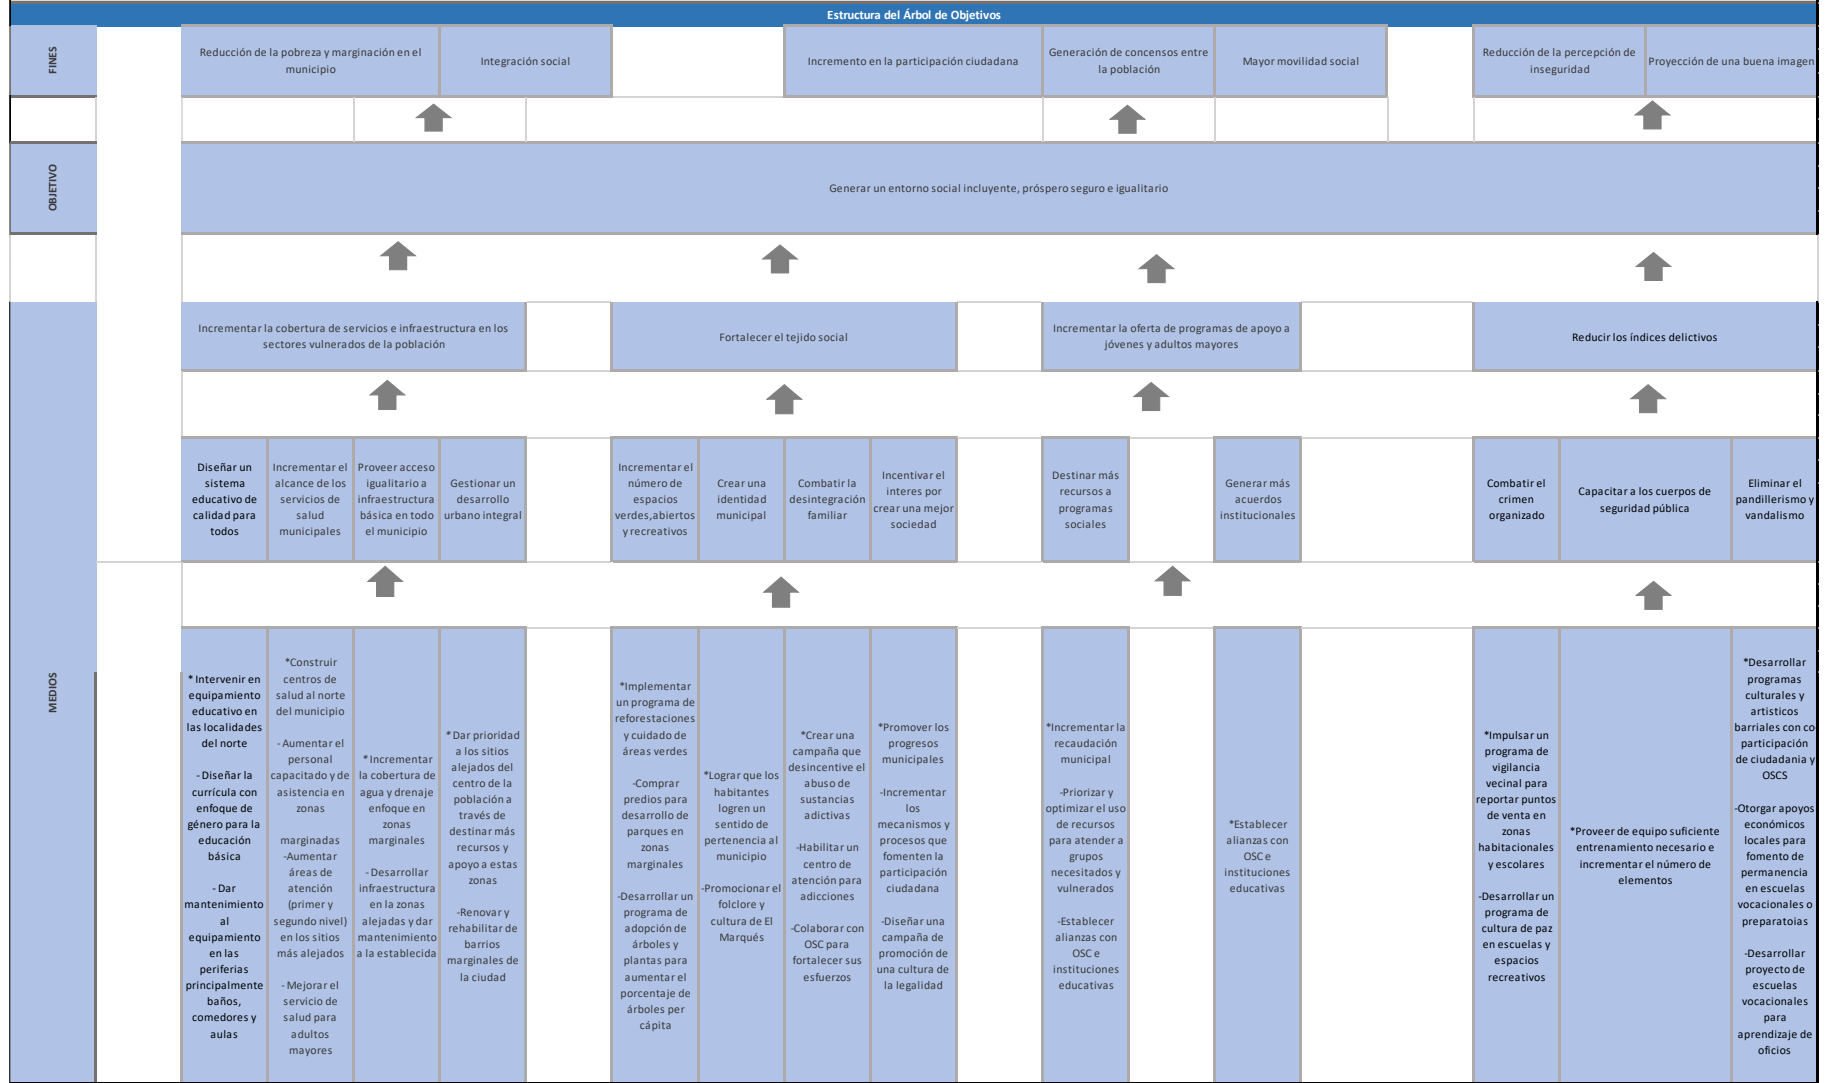 Estructura del Árbol de Objetivos
FINES
Reducción de la pobreza y marginación en el
municipio
Integración social
Incremento en la participación ciudadana
Generación de concensos entre
la población
Mayor movilidad social
Reducción de la percepción de
inseguridad
Proyección de una buena imagen
OBJETIVO
Generar un entorno social incluyente, próspero seguro e igualitario
MEDIOS
Incrementar la cobertura de servicios e infraestructura en los
sectores vulnerados de la población
Fortalecer el tejido social
Incrementar la oferta de programas de apoyo a
jóvenes y adultos mayores
Reducir los índices delictivos
Diseñar un
sistema
educativo de
calidad para
todos
Incrementar el
alcance de los
servicios de
salud
municipales
Proveer acceso
igualitario a
infraestructura
básica en todo
el municipio
Gestionar un
desarrollo
urbano integral
Incrementar el
número de
espacios
verdes,abiertos
y recreativos
Crear una
identidad
municipal
Combatir la
desintegración
familiar
Incentivar el
interes por
crear una mejor
sociedad
Destinar más
recursos a
programas
sociales
Generar más
acuerdos
institucionales
Combatir el
crimen
organizado
Capacitar a los cuerpos de
seguridad pública
Eliminar el
pandillerismo y
vandalismo
* Intervenir en
equipamiento
educativo en
las localidades
del norte
- Diseñar la
currícula con
enfoque de
género para la
educación
básica
- Dar
mantenimiento
al
equipamiento
en las
periferias
principalmente
baños,
comedores y
aulas
*Construir
centros de
salud al norte
del municipio
- Aumentar el
personal
capacitado y de
asistencia en
zonas
marginadas
-Aumentar
áreas de
atención
(primer y
segundo nivel)
en los sitios
más alejados
- Mejorar el
servicio de
salud para
adultos
mayores
* Incrementar
la cobertura de
agua y drenaje
enfoque en
zonas
marginales
- Desarrollar
infraestructura
en la zonas
alejadas y dar
mantenimiento
a la establecida
* Dar prioridad
a los sitios
alejados del
centro de la
población a
través de
destinar más
recursos y
apoyo a estas
zonas
-Renovar y
rehabilitar de
barrios
marginales de
la ciudad
*Implementar
un programa de
reforestaciones
y cuidado de
áreas verdes
-Comprar
predios para
desarrollo de
parques en
zonas
marginales
-Desarrollar un
programa de
adopción de
árboles y
plantas para
aumentar el
porcentaje de
árboles per
cápita
*Lograr que los
habitantes
logren un
sentido de
pertenencia al
municipio
-Promocionar el
folclore y
cultura de El
Marqués
*Crear una
campaña que
desincentive el
abuso de
sustancias
adictivas
-Habilitar un
centro de
atención para
adicciones
-Colaborar con
OSC para
fortalecer sus
esfuerzos
*Promover los
progresos
municipales
-Incrementar
los
mecanismos y
procesos que
fomenten la
participación
ciudadana
-Diseñar una
campaña de
promoción de
una cultura de
la legalidad
*Incrementar la
recaudación
municipal
-Priorizar y
optimizar el uso
de recursos
para atender a
grupos
necesitados y
vulnerados
-Establecer
alianzas con
OSC e
instituciones
educativas
*Establecer
alianzas con
OSC e
instituciones
educativas
*Impulsar un
programa de
vigilancia
vecinal para
reportar puntos
de venta en
zonas
habitacionales
y escolares
-Desarrollar un
programa de
cultura de paz
en escuelas y
espacios
recreativos
*Proveer de equipo suficiente
entrenamiento necesario e
incrementar el número de
elementos
*Desarrollar
programas
culturales y
artisticos
barriales con co
participación
de ciudadania y
OSCS
-Otorgar apoyos
económicos
locales para
fomento de
permanencia
en escuelas
vocacionales o
preparatoias
-Desarrollar
proyecto de
escuelas
vocacionales
para
aprendizaje de
oficios